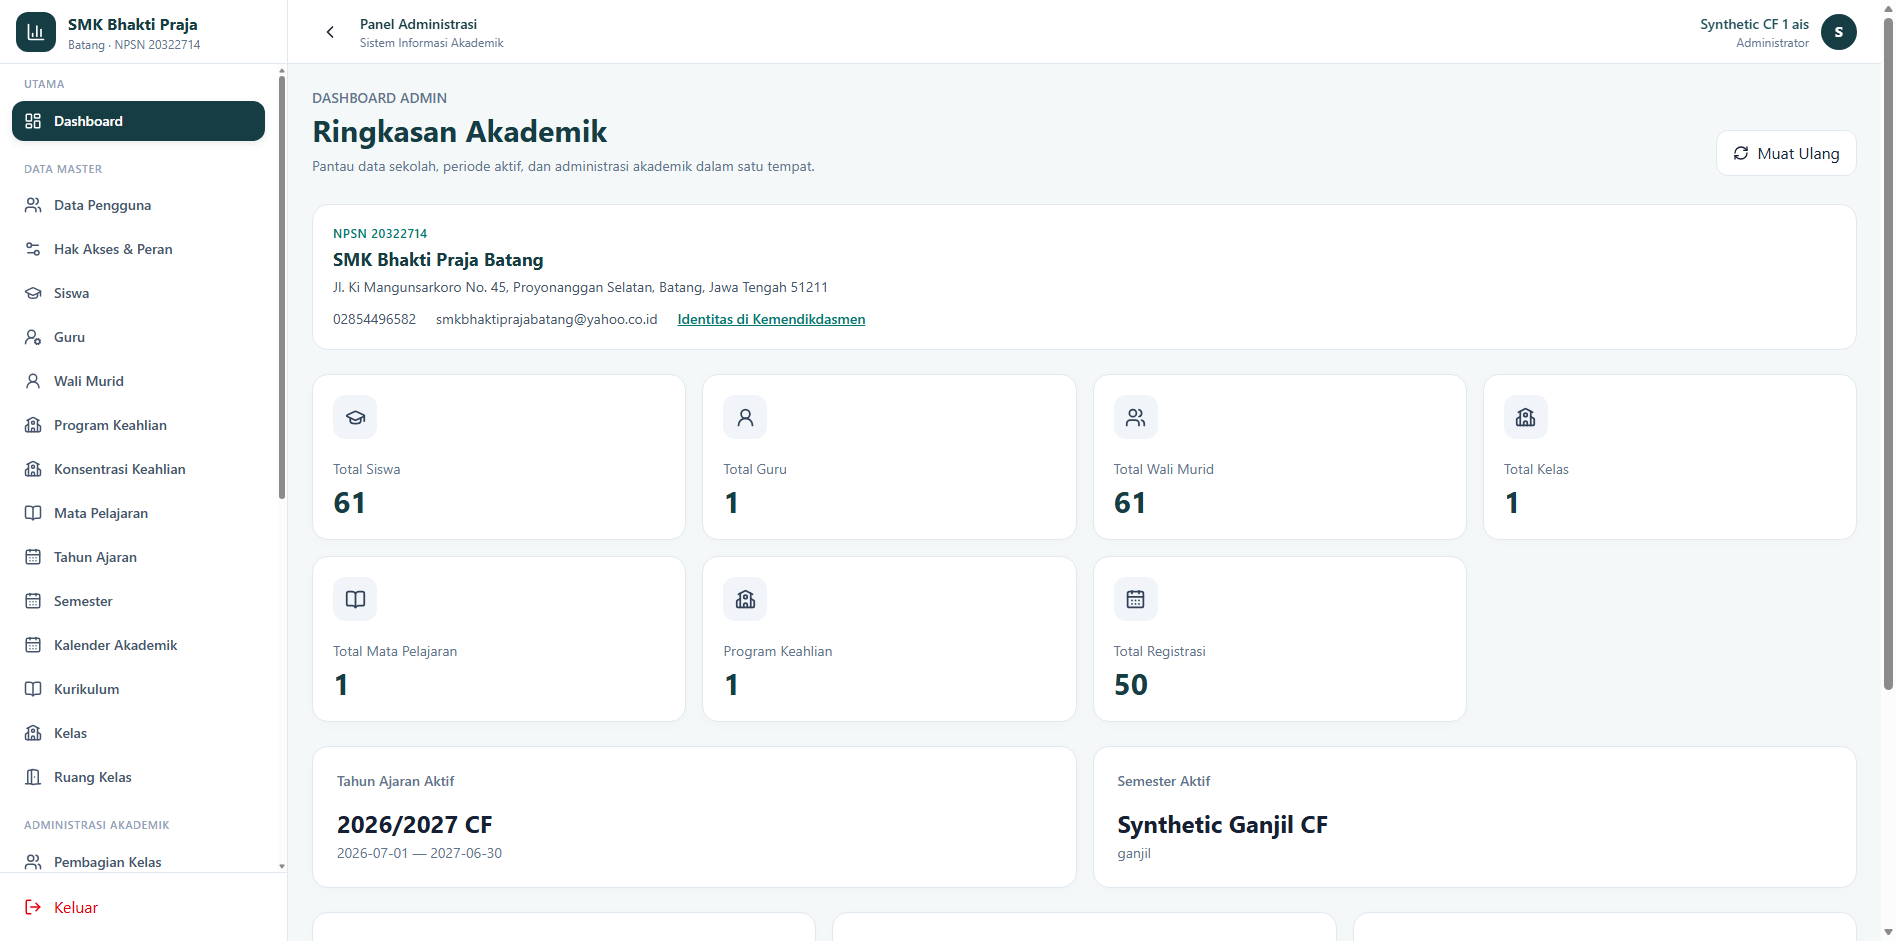 SMK Bhakti Praja
Batang · NPSN 20322714
UTAMA
Dashboard
DATA MASTER
Data Pengguna
Hak Akses & Peran
Siswa
Guru
Wali Murid
Program Keahlian
Konsentrasi Keahlian
Mata Pelajaran
Tahun Ajaran
Semester
Kalender Akademik
Kurikulum
Kelas
Ruang Kelas
ADMINISTRASI AKADEMIK
Pembagian Kelas
Keluar
Panel Administrasi
Sistem Informasi Akademik
Synthetic CF 1 ais
Administrator
S
DASHBOARD ADMIN
Ringkasan Akademik
Pantau data sekolah, periode aktif, dan administrasi akademik dalam satu tempat.
Muat Ulang
NPSN 20322714
SMK Bhakti Praja Batang
Jl. Ki Mangunsarkoro No. 45, Proyonanggan Selatan, Batang, Jawa Tengah 51211
02854496582 smkbhaktiprajabatang@yahoo.co.id Identitas di Kemendikdasmen
Total Siswa
61
Total Guru
1
Total Wali Murid
61
Total Kelas
1
Total Mata Pelajaran
1
Program Keahlian
1
Total Registrasi
50
Tahun Ajaran Aktif
2026/2027 CF
2026-07-01 — 2027-06-30
Semester Aktif
Synthetic Ganjil CF
ganjil